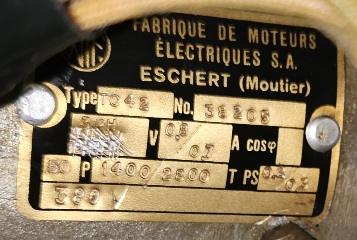 FABRIQUE DE MOTEURS
ÉLECTRIQUES S.A.
ESCHERT (Moutier)
Type TC42 No. 38205
V 0,8 0,7 A cosφ
50 P 1400/2800 T PS
380